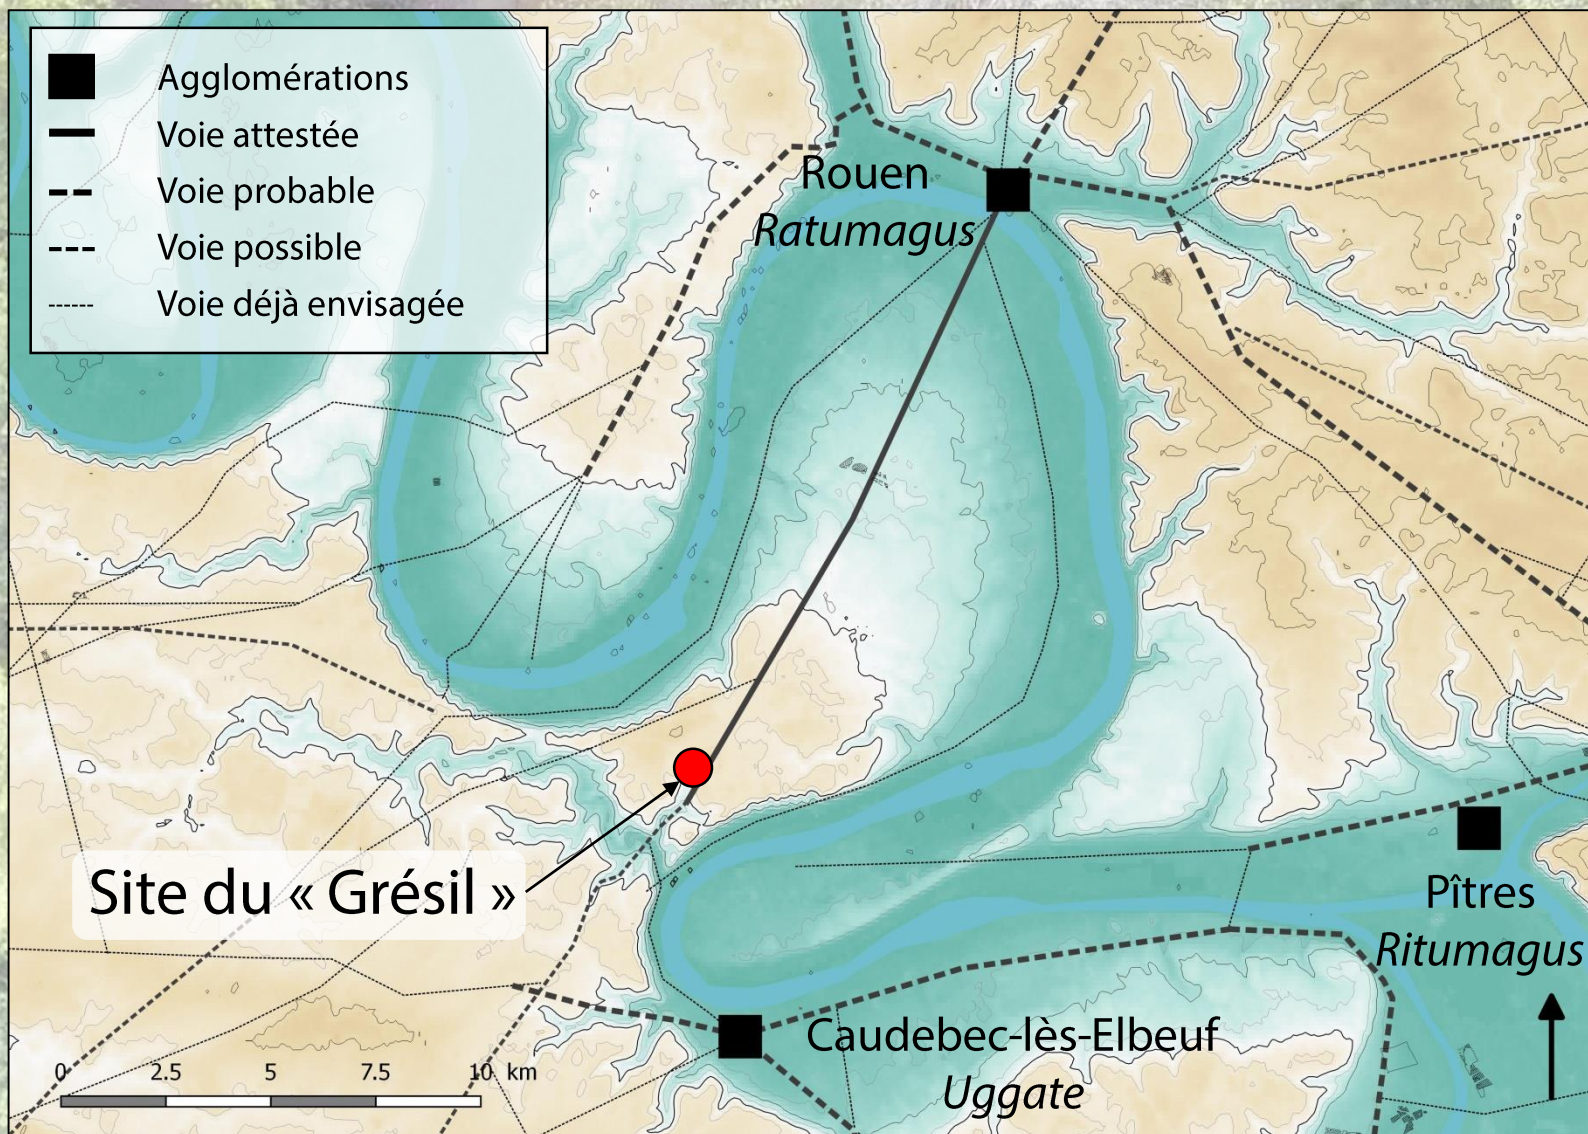 Agglomérations
Voie attestée
Voie probable
Voie possible
Voie déjà envisagée
Rouen
Ratumagus
Site du « Grésil »
Pîtres
Ritumagus
Caudebec-lès-Elbeuf
Uggate
0 2.5 5 7.5 10 km